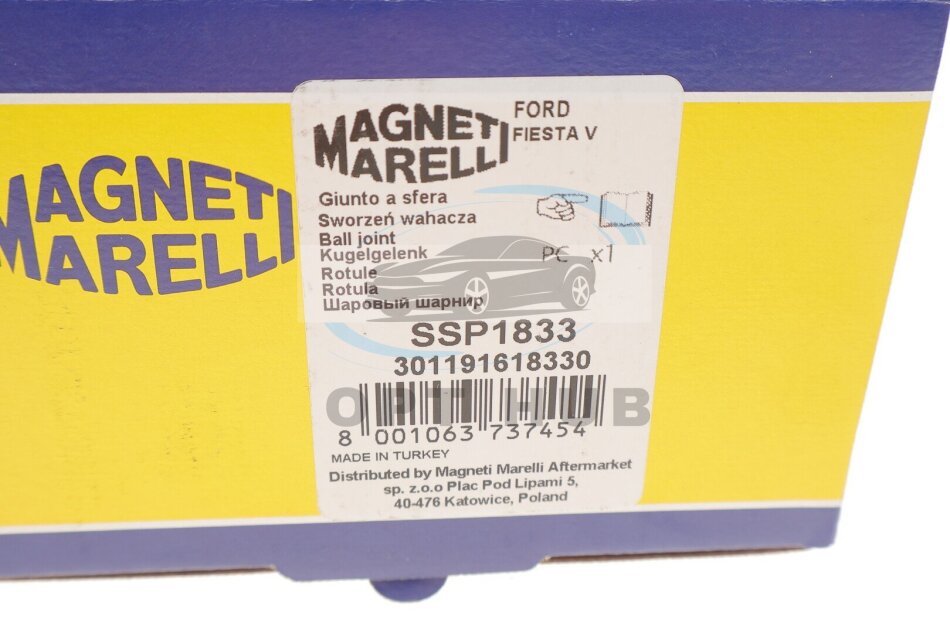 MAGNETI
MARELLI
MAGNETI
MARELLI
FORD
FIESTA V
Giunto a sfera
Sworzeń wahacza
Ball joint
Kugelgelenk
Rotule
Rotula
Шаровый шарнир
PC x1
SSP1833
301191618330
OPT HUB
8 001063 737454
MADE IN TURKEY
Distributed by Magneti Marelli Aftermarket
sp. z.o.o Plac Pod Lipami 5,
40-476 Katowice, Poland